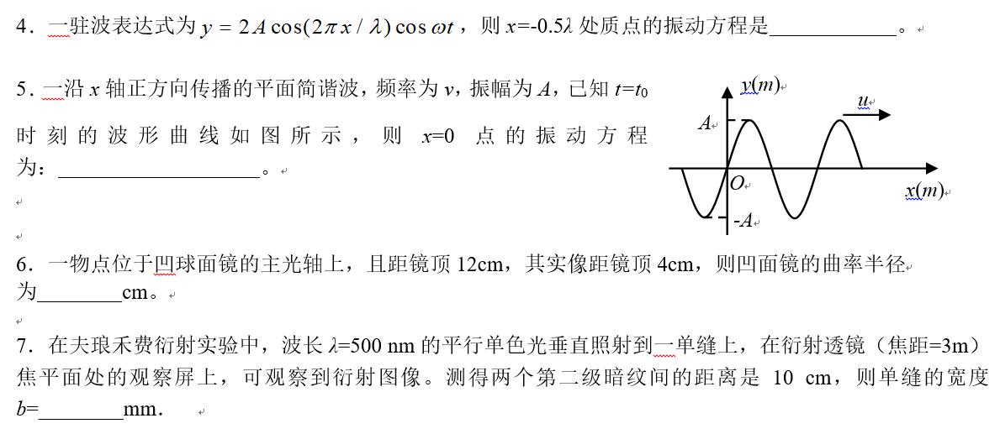 4．一驻波表达式为 y = 2A cos(2πx / λ) cos ωt ，则 x=-0.5λ 处质点的振动方程是____________。
5．一沿 x 轴正方向传播的平面简谐波，频率为 ν，振幅为 A，已知 t=t₀
时刻的波形曲线如图所示，则 x=0 点的振动方程
为：____________________。
y(m)
u
A
O
x(m)
-A
6．一物点位于凹球面镜的主光轴上，且距镜顶 12cm，其实像距镜顶 4cm，则凹面镜的曲率半径
为________cm。
7．在夫琅禾费衍射实验中，波长 λ=500 nm 的平行单色光垂直照射到一单缝上，在衍射透镜（焦距=3m）
焦平面处的观察屏上，可观察到衍射图像。测得两个第二级暗纹间的距离是 10 cm，则单缝的宽度
b=________mm．